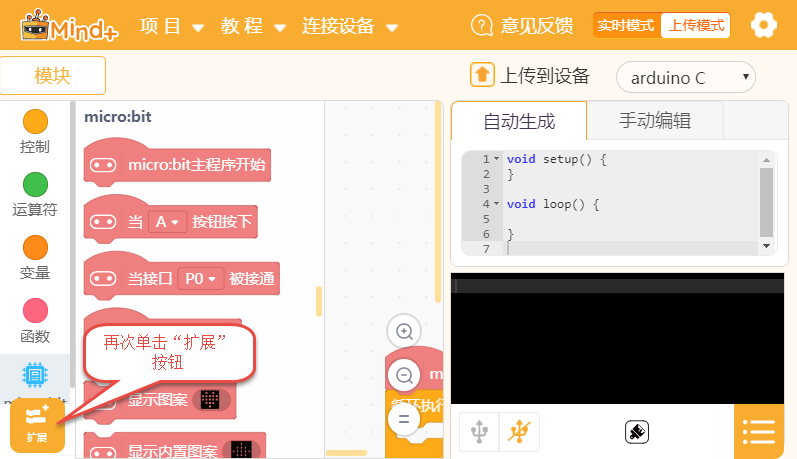 Mind+ 项目 教程 连接设备 意见反馈 实时模式 上传模式
模块 上传到设备 arduino C
控制
运算符
变量
函数
扩展
micro:bit
micro:bit主程序开始
当 A 按钮按下
当接口 P0 被接通
显示图案
显示内置图案
再次单击“扩展”
按钮
循环执行
自动生成 手动编辑
1 void setup() {
2 }
3
4 void loop() {
5
6 }
7